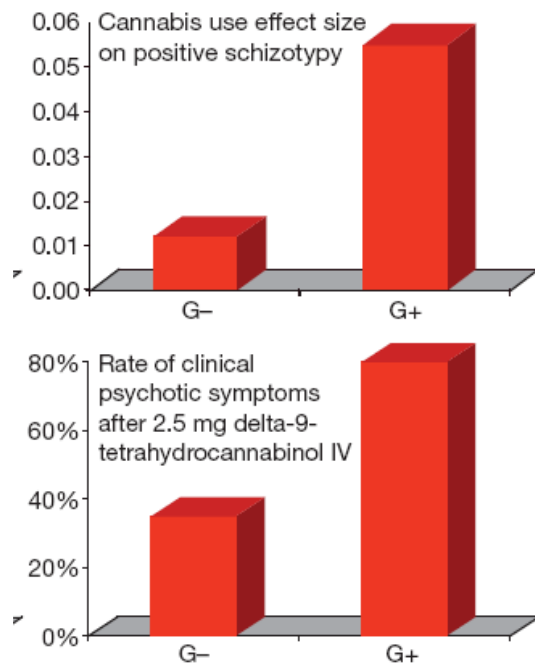 0.06
Cannabis use effect size
on positive schizotypy
0.05
0.04
0.03
0.02
0.01
0.00
G– G+
80%
Rate of clinical
psychotic symptoms
after 2.5 mg delta-9-
tetrahydrocannabinol IV
60%
40%
20%
0%
G– G+